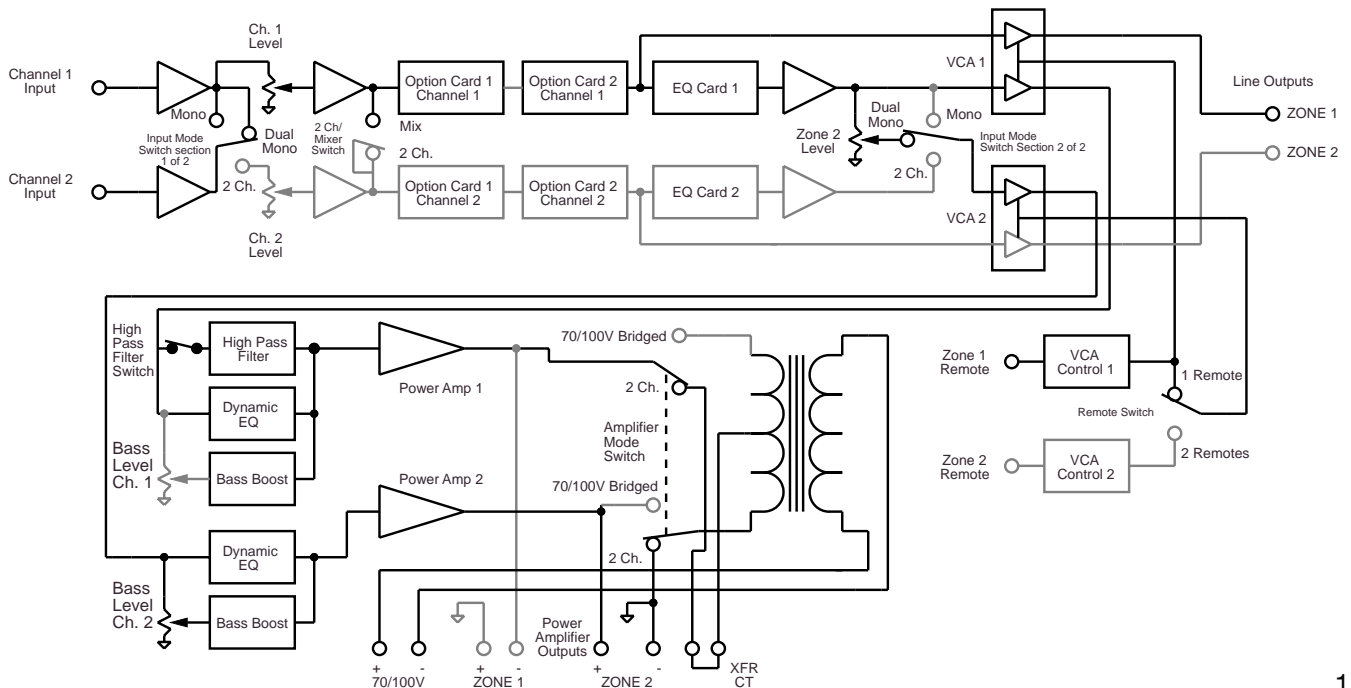 Channel 1
Input
Channel 2
Input
Ch. 1
Level
Mono
Input Mode
Switch section
1 of 2
Dual
Mono
2 Ch.
Ch. 2
Level
2 Ch/
Mixer
Switch
Mix
2 Ch.
Option Card 1
Channel 1
Option Card 2
Channel 1
EQ Card 1
Option Card 1
Channel 2
Option Card 2
Channel 2
EQ Card 2
Zone 2
Level
Dual
Mono
Mono
Input Mode
Switch Section 2 of 2
2 Ch.
VCA 1
VCA 2
Line Outputs
ZONE 1
ZONE 2
High
Pass
Filter
Switch
High Pass
Filter
Dynamic
EQ
Bass
Level
Ch. 1
Bass Boost
Power Amp 1
Dynamic
EQ
Bass
Level
Ch. 2
Bass Boost
Power Amp 2
70/100V Bridged
2 Ch.
Amplifier
Mode
Switch
70/100V Bridged
2 Ch.
Zone 1
Remote
VCA
Control 1
1 Remote
Remote Switch
Zone 2
Remote
VCA
Control 2
2 Remotes
Power
Amplifier
Outputs
+ -
70/100V
+ -
ZONE 1
+ -
ZONE 2
XFR
CT
1